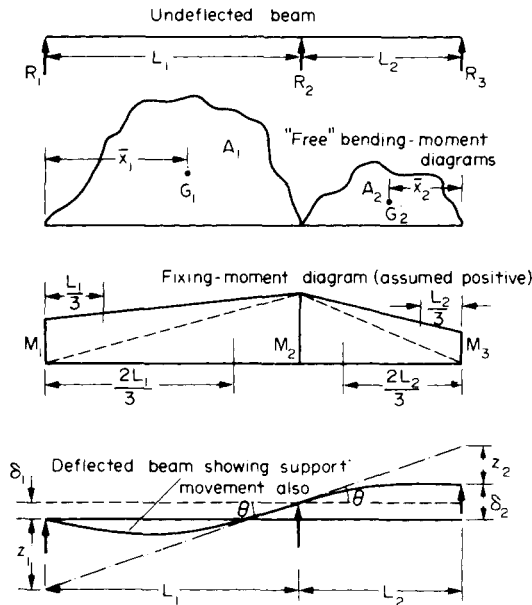 Undeflected beam
L₁ L₂
R₁ R₂ R₃
"Free" bending-moment
diagrams
x̄₁ A₁ A₂ x̄₂
G₁ G₂
Fixing-moment diagram (assumed positive)
L₁/3 L₂/3
M₁ M₂ M₃
2L₁/3 2L₂/3
Deflected beam showing support
movement also
δ₁ θ θ z₂
δ₂
z₁
L₁ L₂